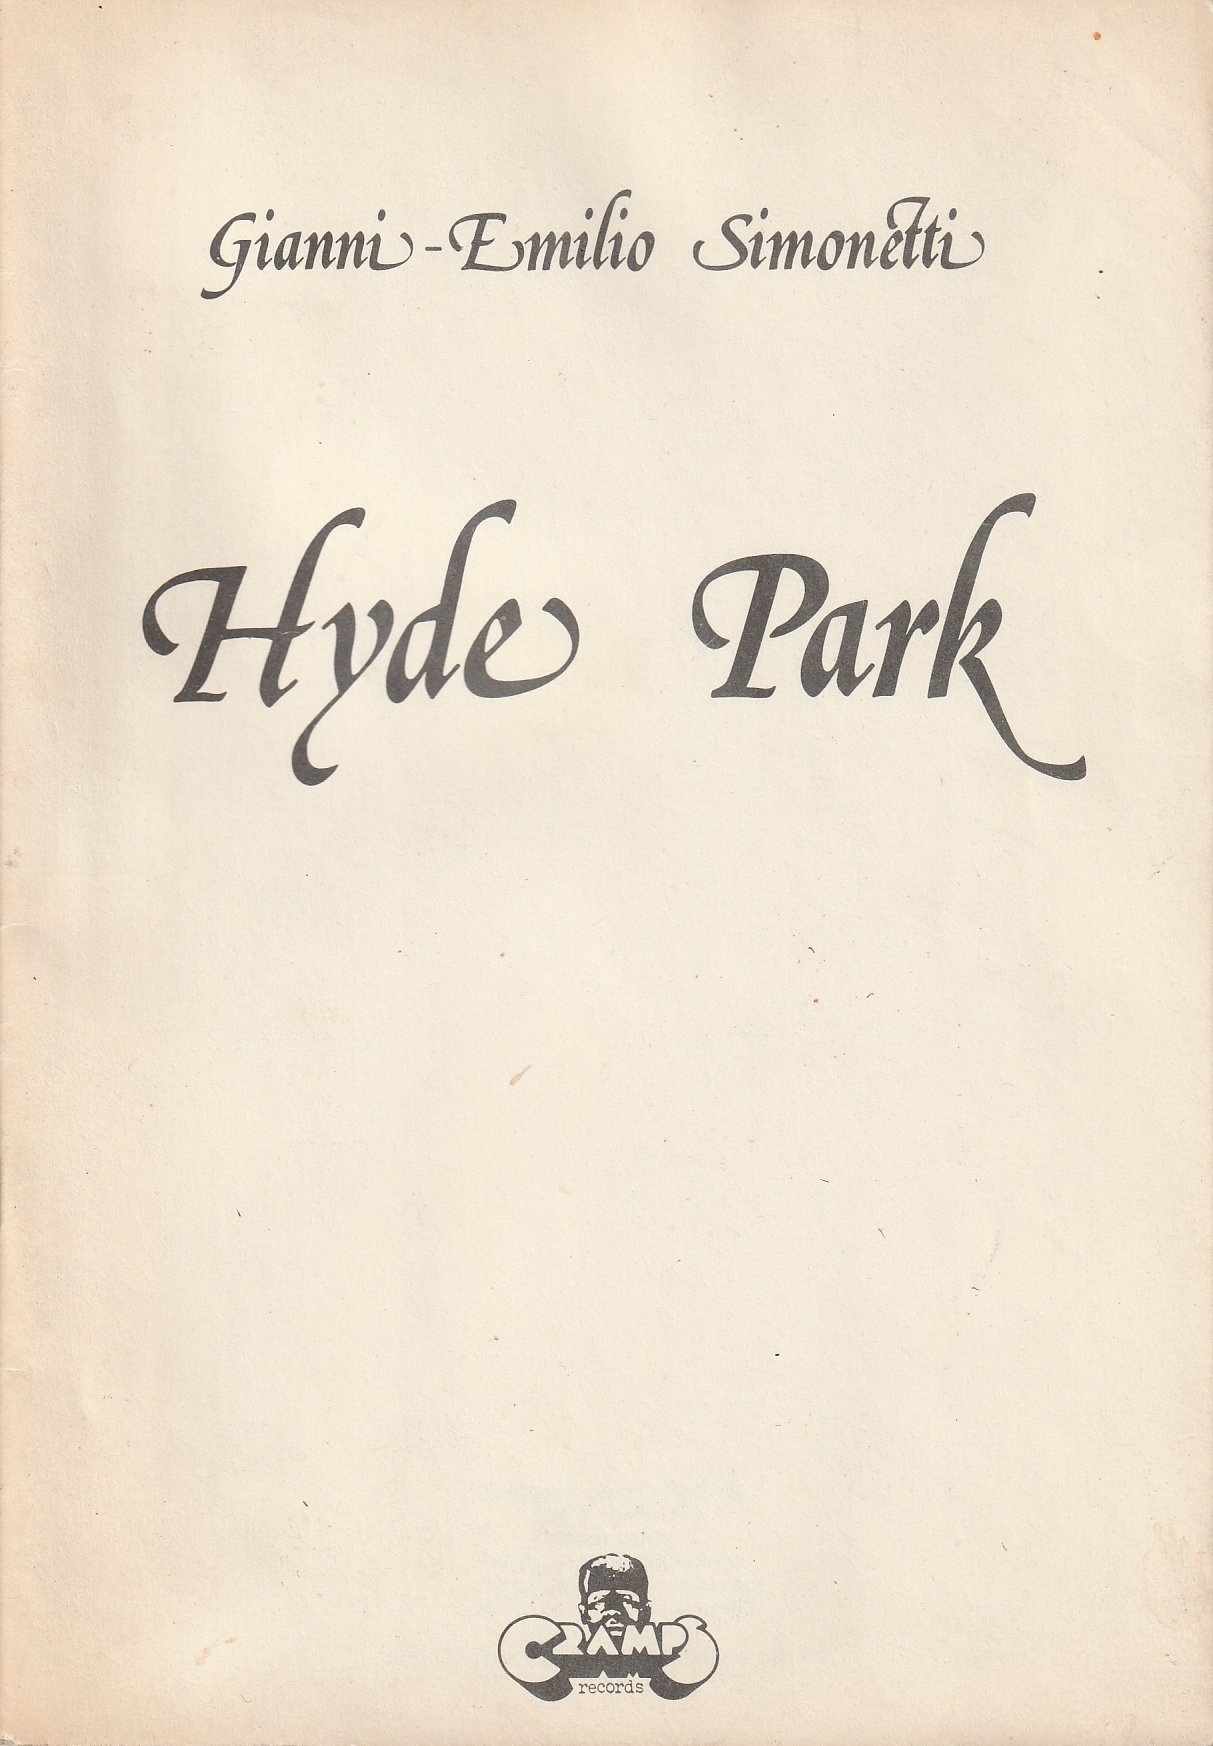 Gianni-Emilio Simonetti
Hyde Park
CRAMPS
records